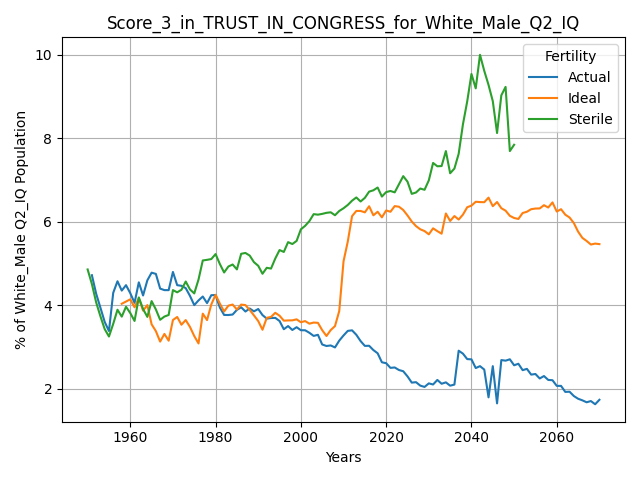 Score_3_in_TRUST_IN_CONGRESS_for_White_Male_Q2_IQ
% of White_Male Q2_IQ Population
10
8
6
4
2
Fertility
Actual
Ideal
Sterile
1960
1980
2000
2020
2040
2060
Years